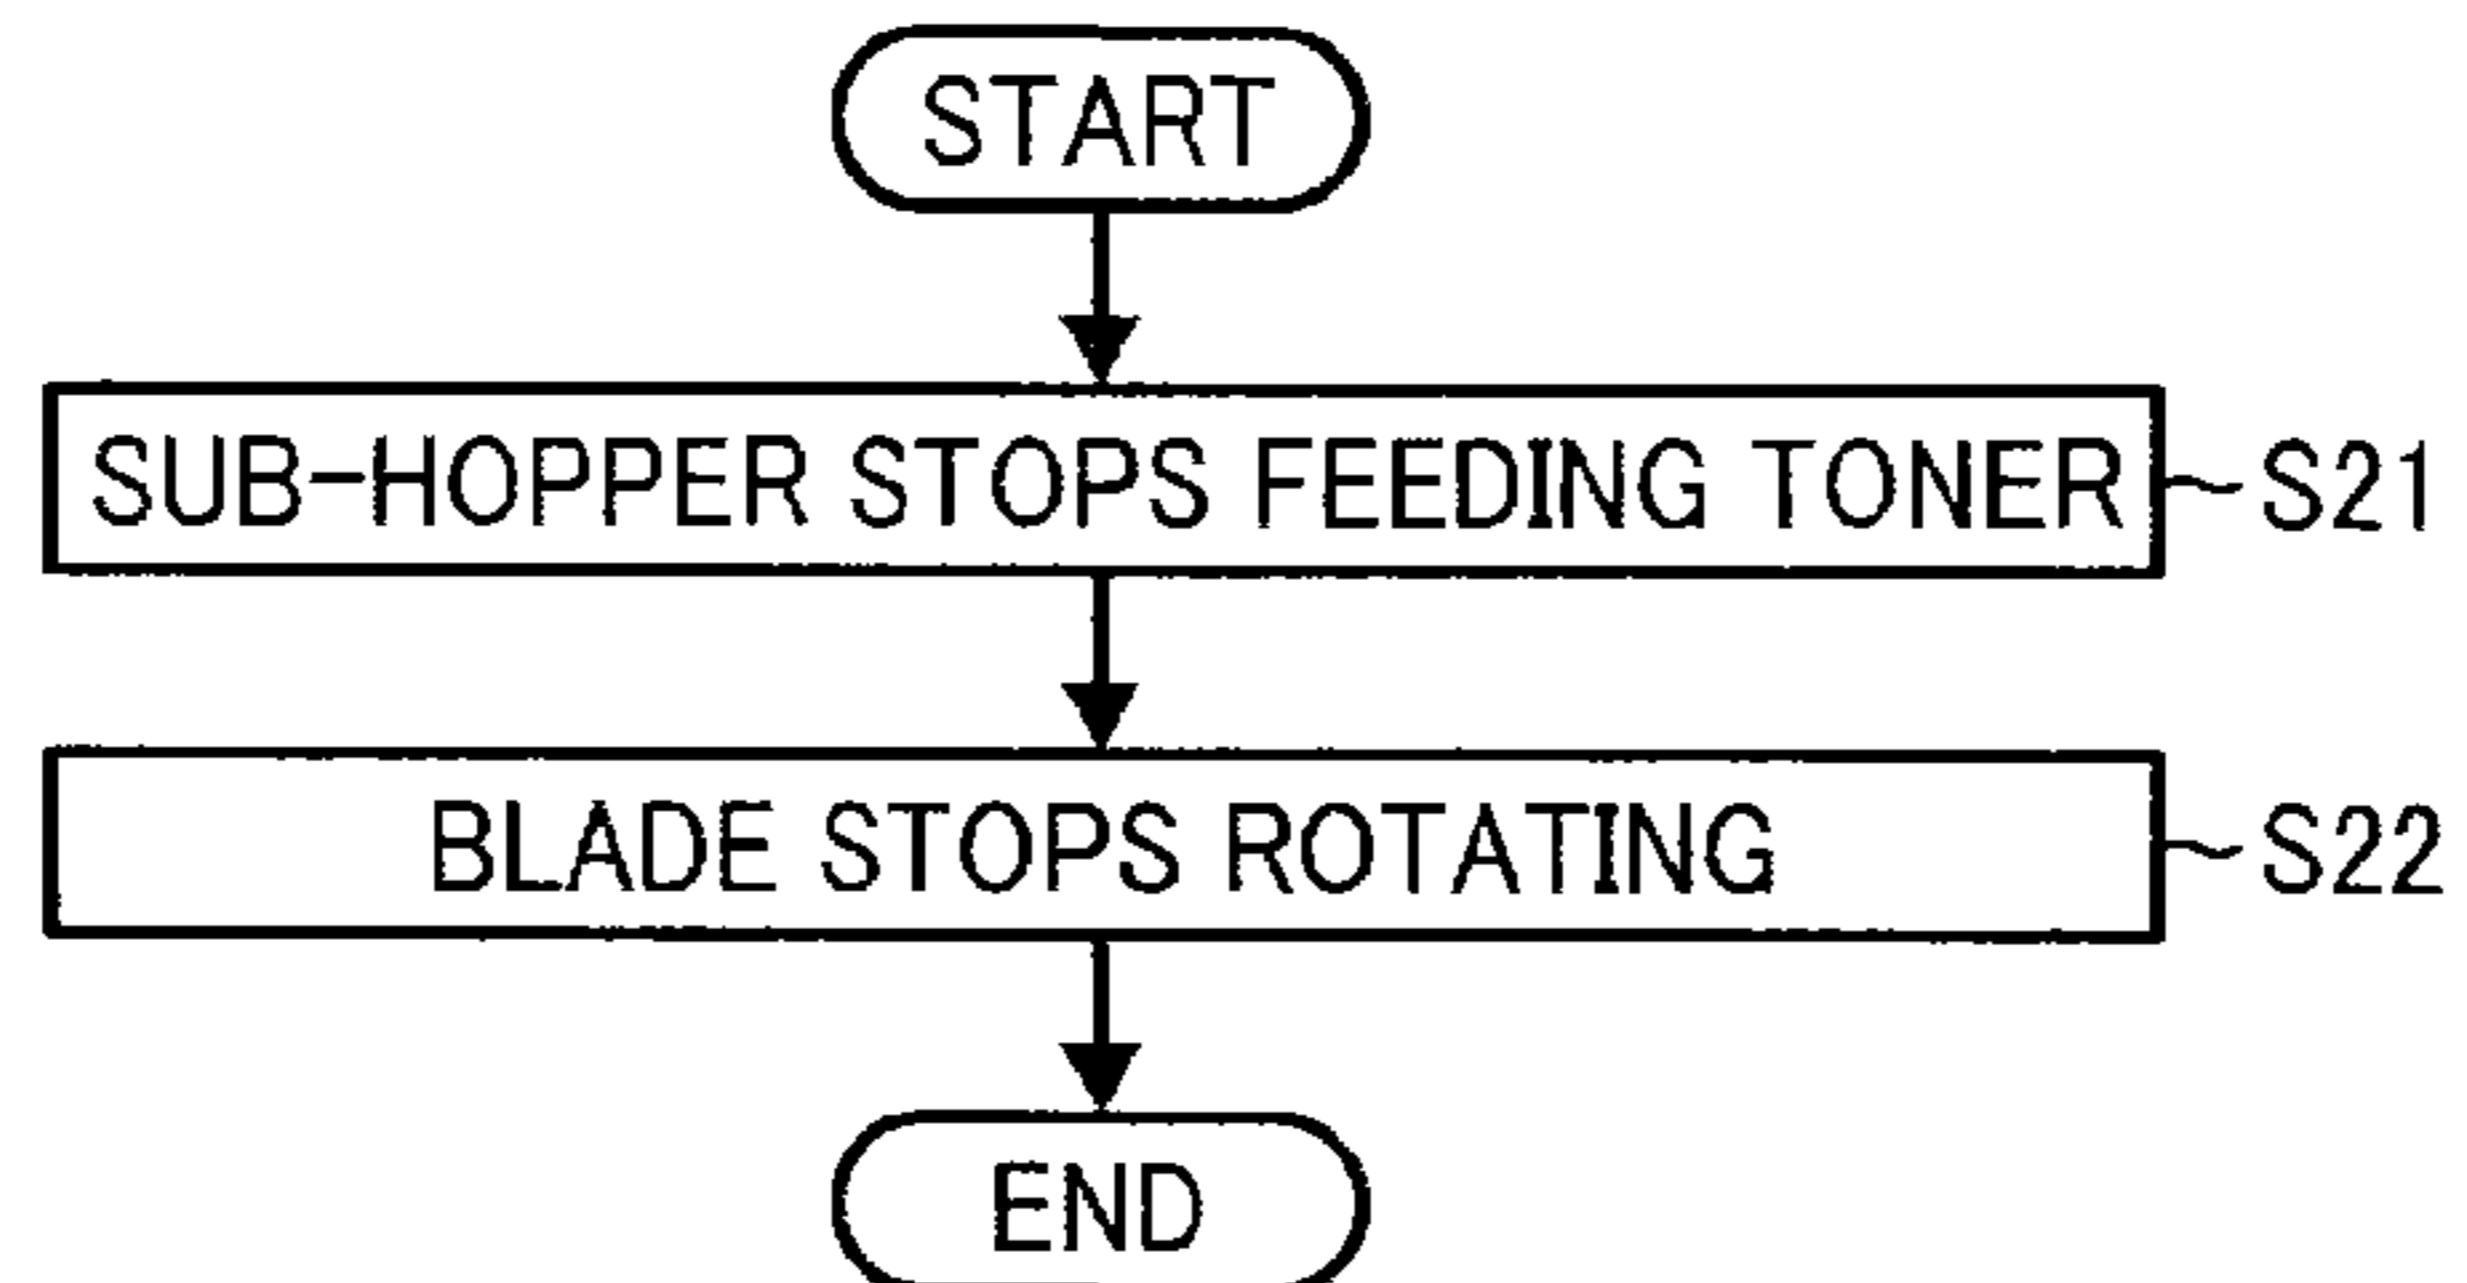 START
SUB-HOPPER STOPS FEEDING TONER S21
BLADE STOPS ROTATING S22
END